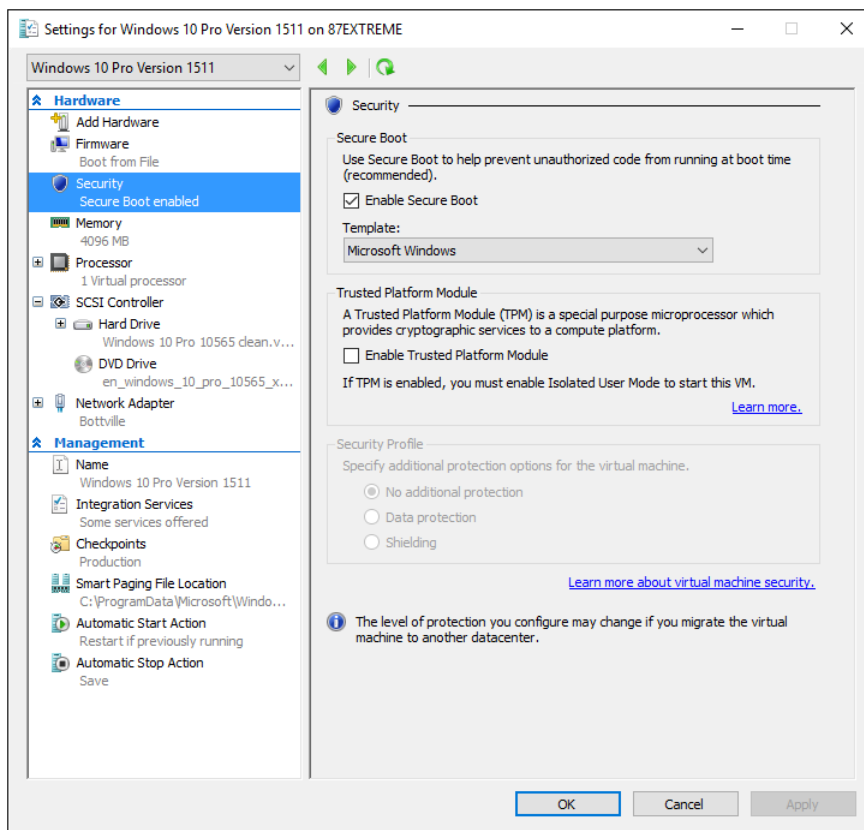 Settings for Windows 10 Pro Version 1511 on 87EXTREME
Windows 10 Pro Version 1511
Hardware
Add Hardware
Firmware
Boot from File
Security
Secure Boot enabled
Memory
4096 MB
Processor
1 Virtual processor
SCSI Controller
Hard Drive
Windows 10 Pro 10565 clean.v...
DVD Drive
en_windows_10_pro_10565_x...
Network Adapter
Bottville
Management
Name
Windows 10 Pro Version 1511
Integration Services
Some services offered
Checkpoints
Production
Smart Paging File Location
C:\ProgramData\Microsoft\Windo...
Automatic Start Action
Restart if previously running
Automatic Stop Action
Save
Security
Secure Boot
Use Secure Boot to help prevent unauthorized code from running at boot time
(recommended).
Enable Secure Boot
Template:
Microsoft Windows
Trusted Platform Module
A Trusted Platform Module (TPM) is a special purpose microprocessor which
provides cryptographic services to a compute platform.
Enable Trusted Platform Module
If TPM is enabled, you must enable Isolated User Mode to start this VM.
Learn more.
Security Profile
Specify additional protection options for the virtual machine.
No additional protection
Data protection
Shielding
Learn more about virtual machine security.
The level of protection you configure may change if you migrate the virtual
machine to another datacenter.
OK
Cancel
Apply